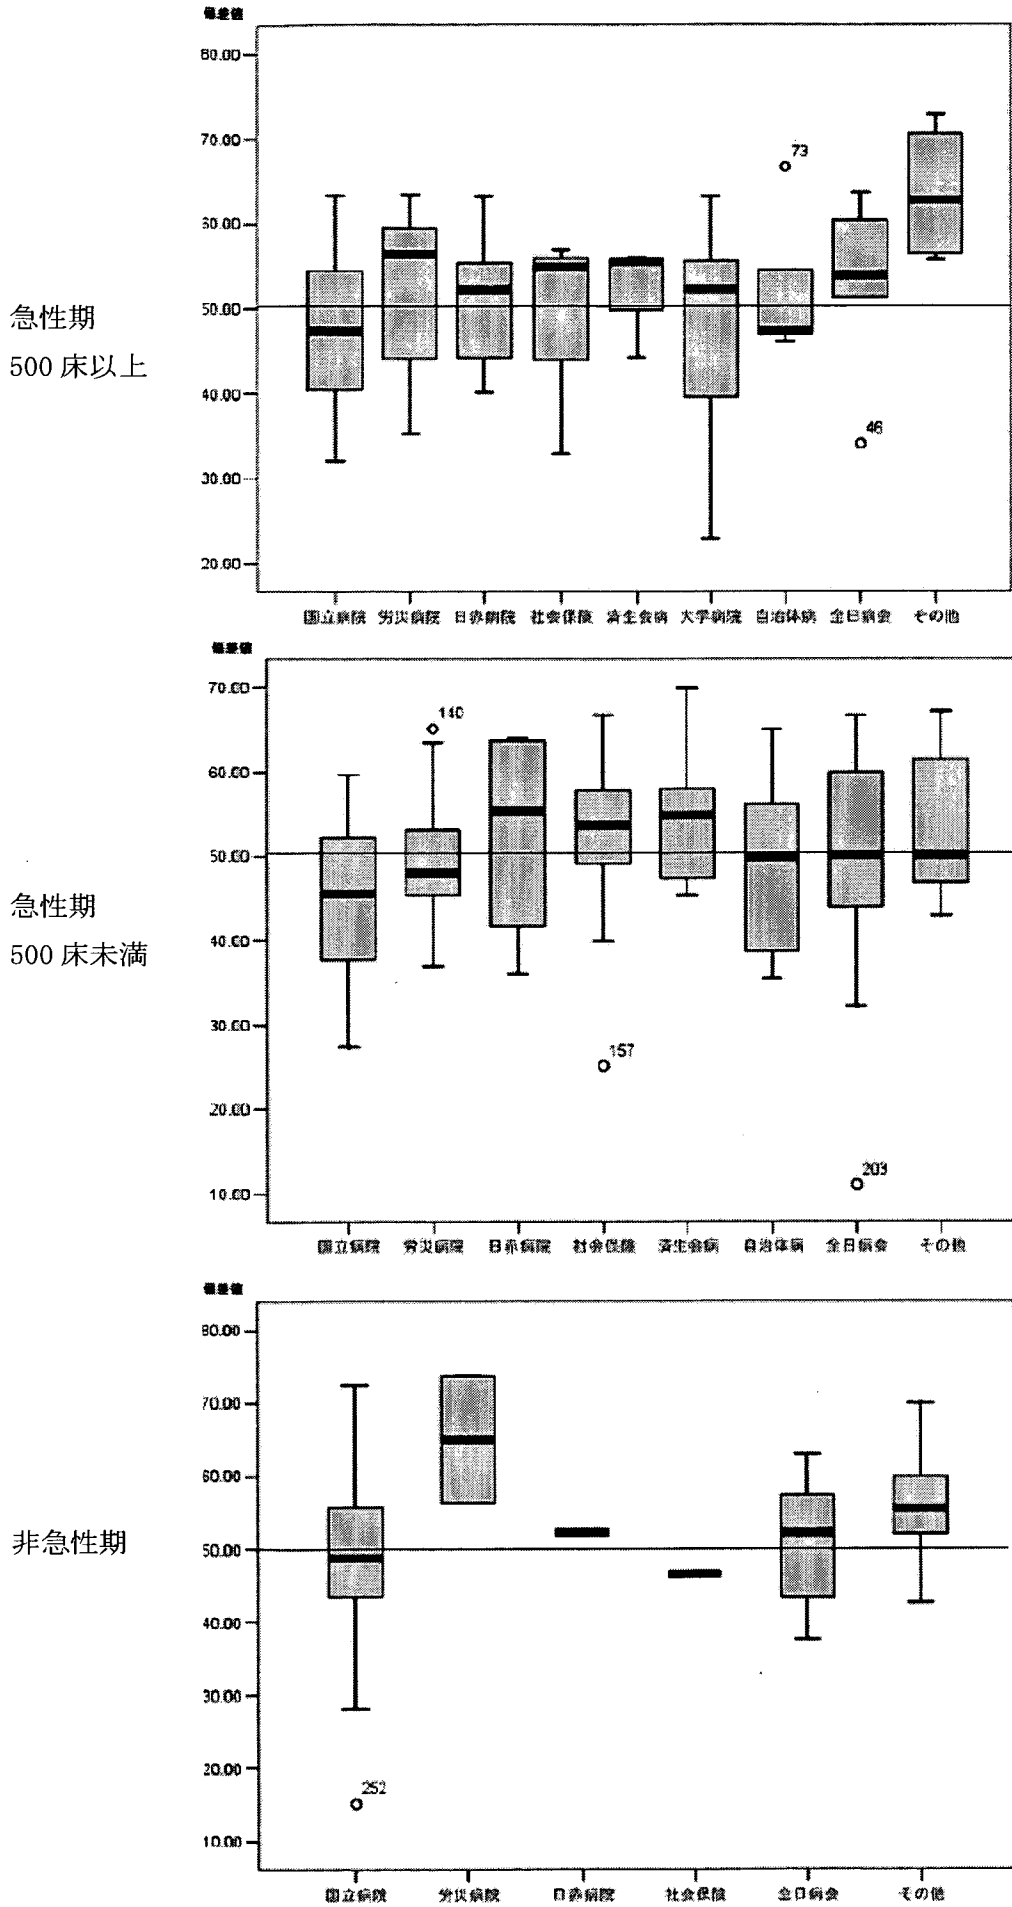 偏差値
80.00
70.00
60.00
50.00
40.00
30.00
20.00
73
46
急性期
500 床以上
国立病院 労災病院 日赤病院 社会保険 済生会病 大学病院 自治体病 全日病会 その他
偏差値
70.00
60.00
50.00
40.00
30.00
20.00
10.00
140
157
203
急性期
500 床未満
国立病院 労災病院 日赤病院 社会保険 済生会病 自治体病 全日病会 その他
偏差値
80.00
70.00
60.00
50.00
40.00
30.00
20.00
10.00
252
非急性期
国立病院 労災病院 日赤病院 社会保険 全日病会 その他